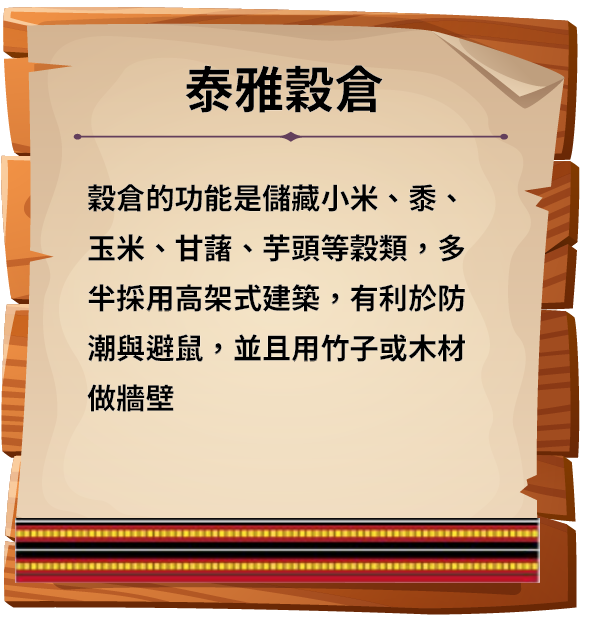 泰雅穀倉
穀倉的功能是儲藏小米、黍、
玉米、甘藷、芋頭等穀類，多
半採用高架式建築，有利於防
潮與避鼠，並且用竹子或木材
做牆壁